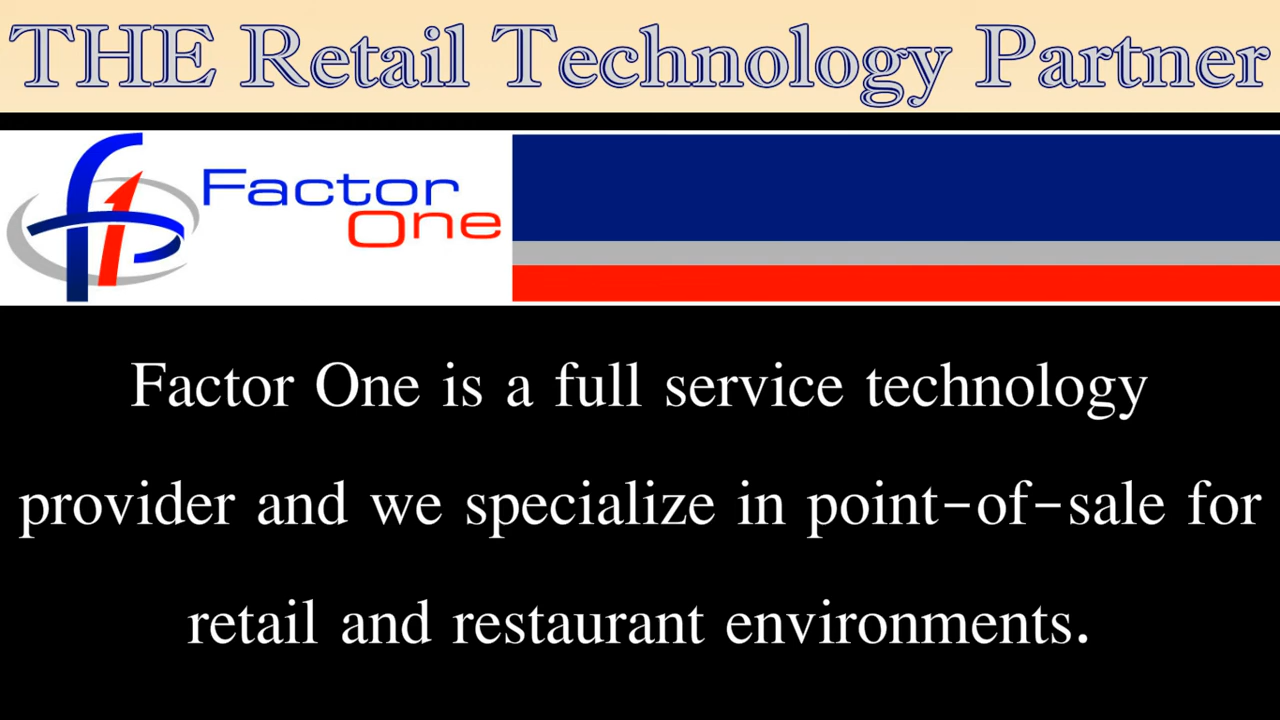 THE Retail Technology Partner
Factor
One
Factor One is a full service technology
provider and we specialize in point-of-sale for
retail and restaurant environments.